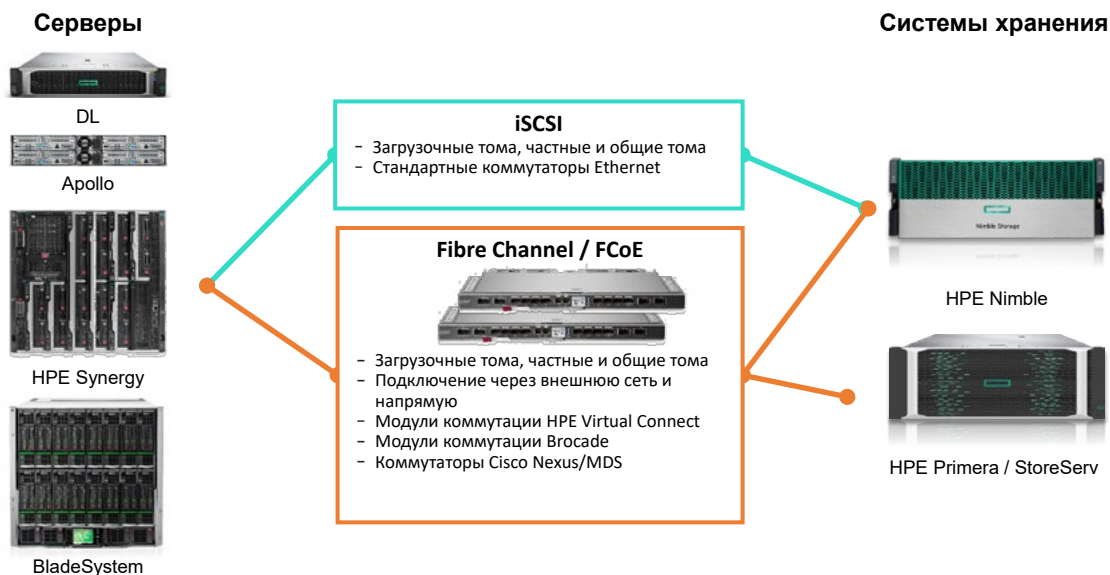 Серверы
DL
Apollo
HPE Synergy
BladeSystem
iSCSI
- Загрузочные тома, частные и общие тома
- Стандартные коммутаторы Ethernet
Fibre Channel / FCoE
- Загрузочные тома, частные и общие тома
- Подключение через внешнюю сеть и
напрямую
- Модули коммутации HPE Virtual Connect
- Модули коммутации Brocade
- Коммутаторы Cisco Nexus/MDS
Системы хранения
Nimble Storage
HPE Nimble
HPE Primera / StoreServ